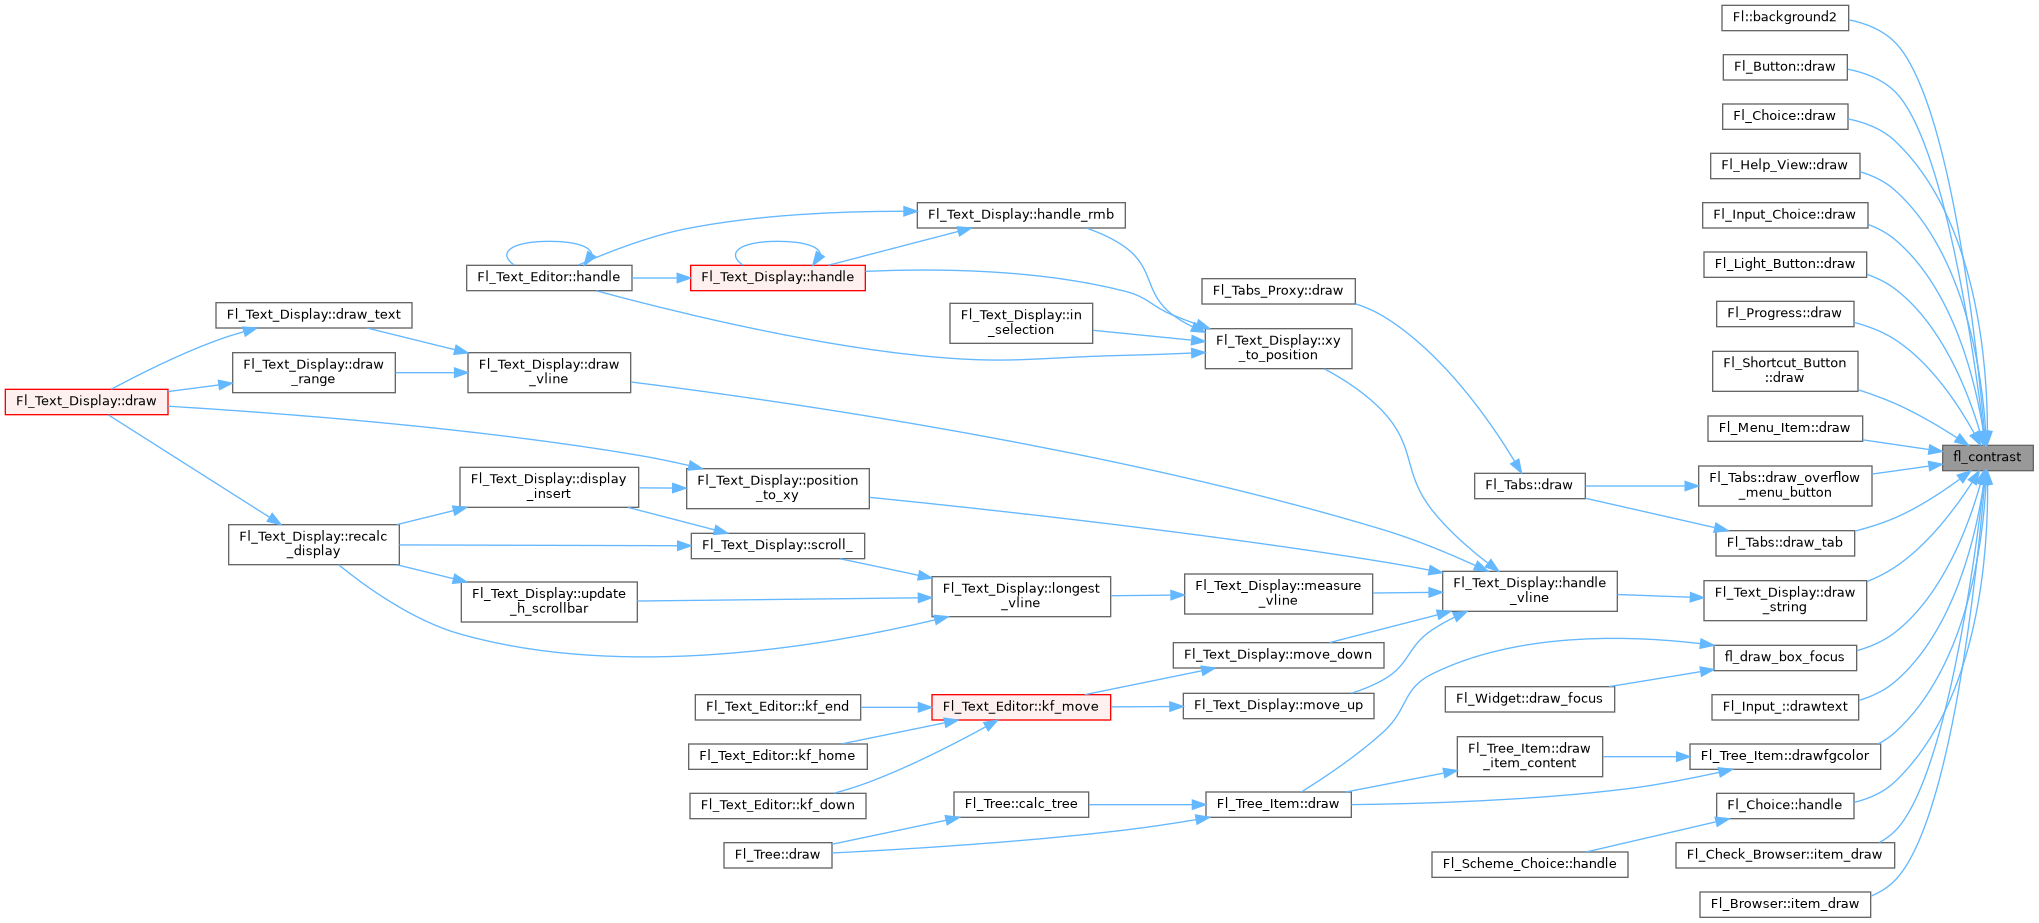 Fl::background2
Fl_Button::draw
Fl_Choice::draw
Fl_Help_View::draw
Fl_Input_Choice::draw
Fl_Light_Button::draw
Fl_Progress::draw
Fl_Shortcut_Button
::draw
Fl_Menu_Item::draw
Fl_Tabs::draw_overflow
_menu_button
Fl_Tabs::draw_tab
Fl_Text_Display::draw
_string
fl_draw_box_focus
Fl_Input_::drawtext
Fl_Tree_Item::drawfgcolor
Fl_Choice::handle
Fl_Check_Browser::item_draw
Fl_Browser::item_draw
fl_contrast
Fl_Tabs_Proxy::draw
Fl_Tabs::draw
Fl_Text_Display::handle
_vline
Fl_Widget::draw_focus
Fl_Tree_Item::draw
_item_content
Fl_Scheme_Choice::handle
Fl_Text_Display::xy
_to_position
Fl_Text_Display::measure
_vline
Fl_Text_Display::move_down
Fl_Text_Display::move_up
Fl_Tree_Item::draw
Fl_Text_Display::handle_rmb
Fl_Text_Display::in
_selection
Fl_Text_Display::longest
_vline
Fl_Text_Editor::kf_move
Fl_Tree::calc_tree
Fl_Text_Display::handle
Fl_Text_Display::position
_to_xy
Fl_Text_Display::scroll_
Fl_Text_Editor::kf_end
Fl_Text_Editor::kf_home
Fl_Text_Editor::kf_down
Fl_Tree::draw
Fl_Text_Editor::handle
Fl_Text_Display::draw
_vline
Fl_Text_Display::display
_insert
Fl_Text_Display::update
_h_scrollbar
Fl_Text_Display::draw_text
Fl_Text_Display::draw
_range
Fl_Text_Display::recalc
_display
Fl_Text_Display::draw